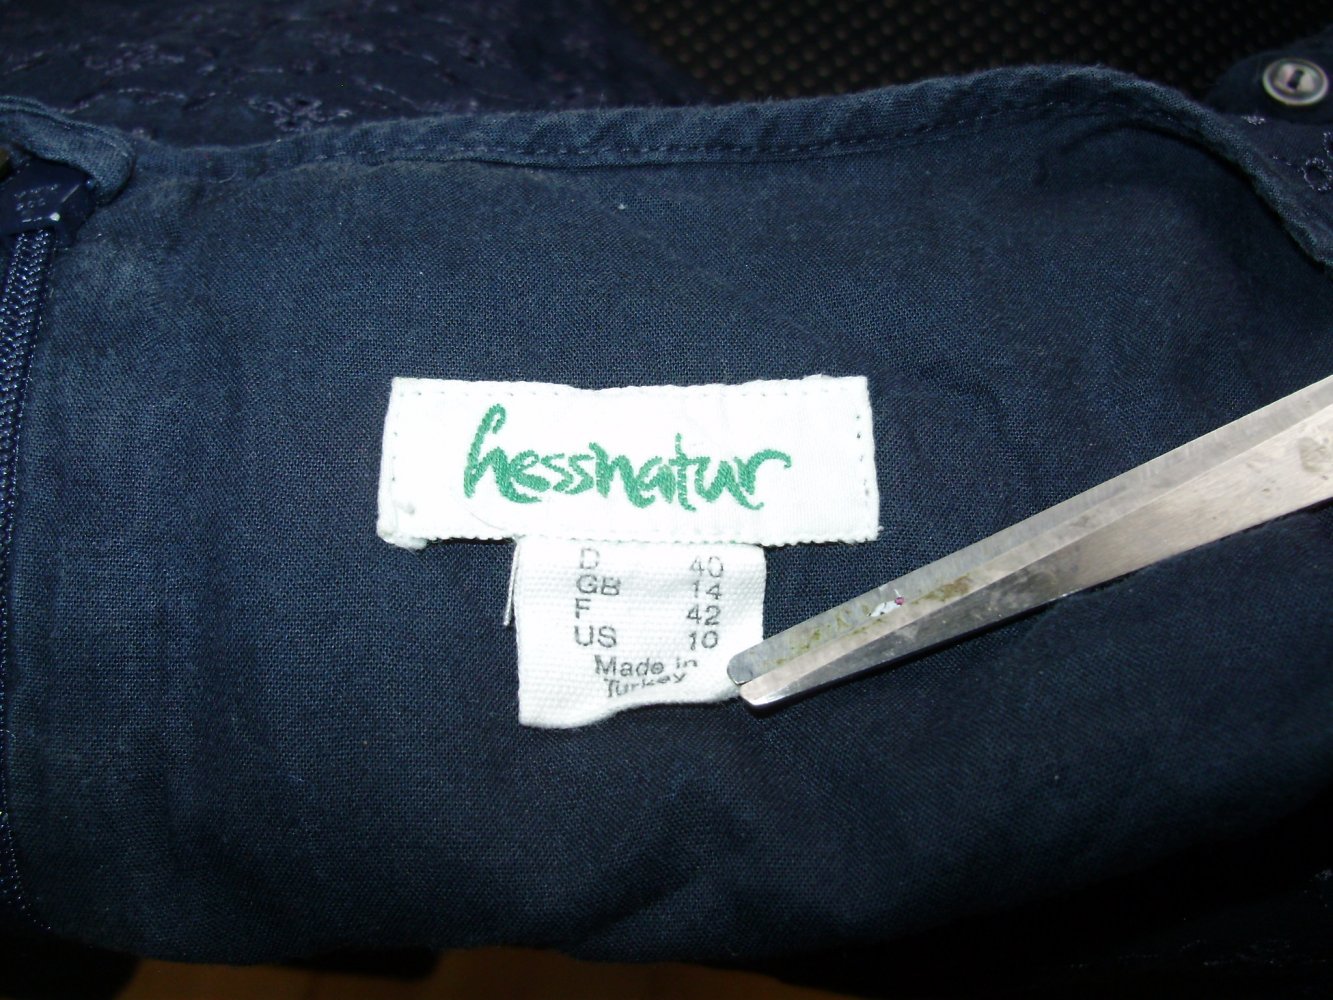 hessnatur
D 40
GB 14
F 42
US 10
Made in
Turkey